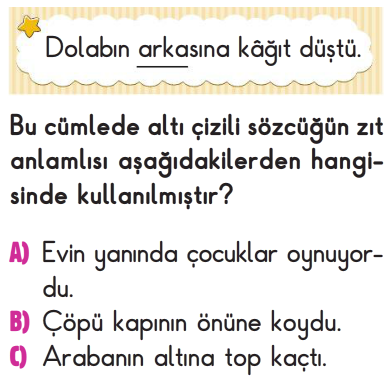 Dolabın arkasına kâğıt düştü.
Bu cümlede altı çizili sözcüğün zıt
anlamlısı aşağıdakilerden hangi-
sinde kullanılmıştır?
A) Evin yanında çocuklar oynuyor-
du.
B) Çöpü kapının önüne koydu.
C) Arabanın altına top kaçtı.